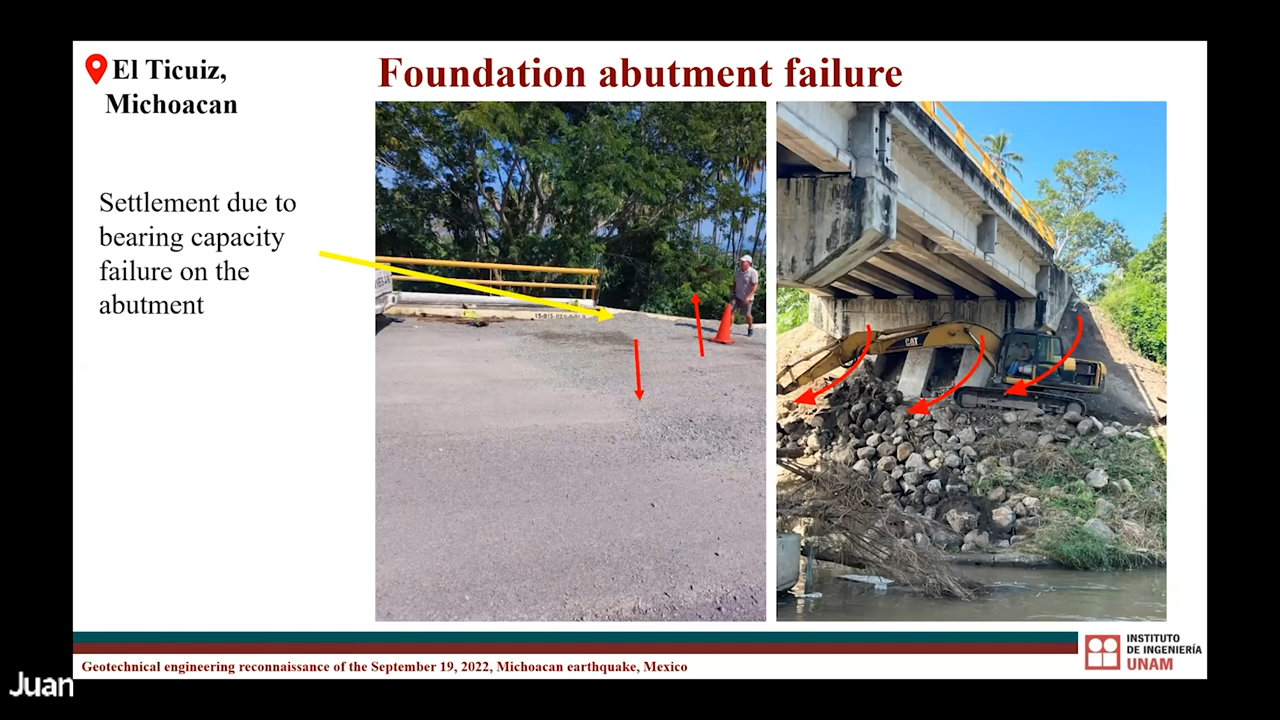 El Ticuiz,
Michoacan
Foundation abutment failure
Settlement due to
bearing capacity
failure on the
abutment
CAT
Geotechnical engineering reconnaissance of the September 19, 2022, Michoacan earthquake, Mexico
INSTITUTO
DE INGENIERÍA
UNAM
Juan